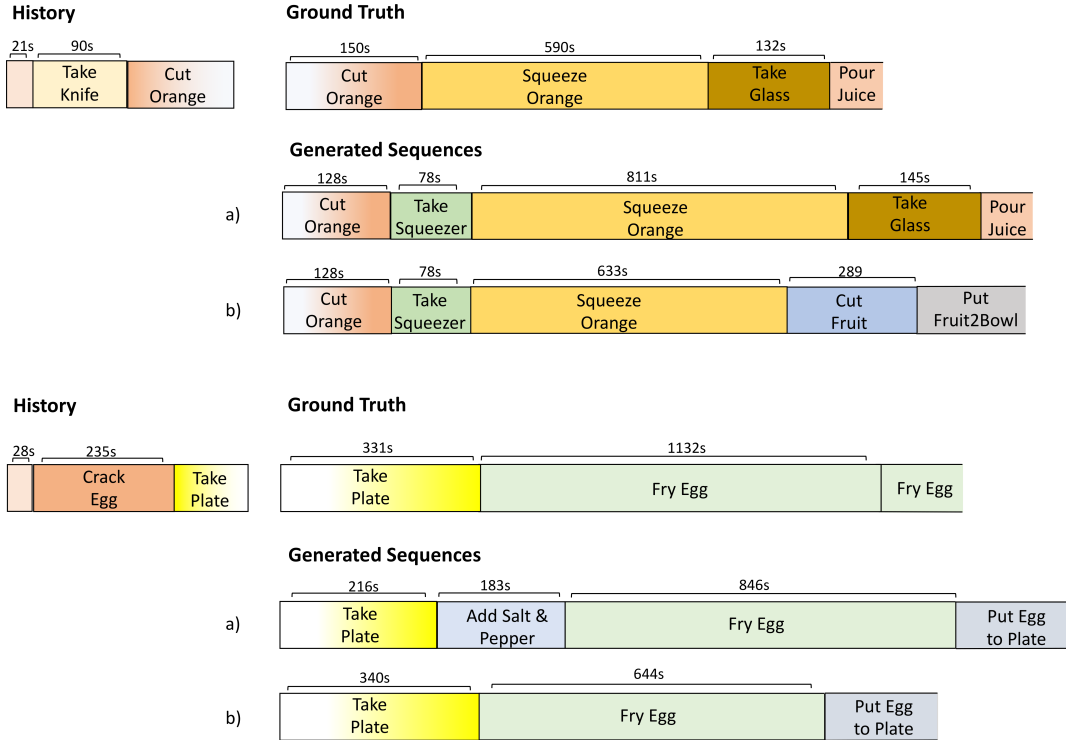 History
Ground Truth
21s
90s
150s
590s
132s
Take
Knife
Cut
Orange
Cut
Orange
Squeeze
Orange
Take
Glass
Pour
Juice
Generated Sequences
128s
78s
811s
145s
a)
Cut
Orange
Take
Squeezer
Squeeze
Orange
Take
Glass
Pour
Juice
128s
78s
633s
289
b)
Cut
Orange
Take
Squeezer
Squeeze
Orange
Cut
Fruit
Put
Fruit2Bowl
History
Ground Truth
28s
235s
331s
1132s
Crack
Egg
Take
Plate
Take
Plate
Fry Egg
Fry Egg
Generated Sequences
216s
183s
846s
a)
Take
Plate
Add Salt &
Pepper
Fry Egg
Put Egg
to Plate
340s
644s
b)
Take
Plate
Fry Egg
Put Egg
to Plate